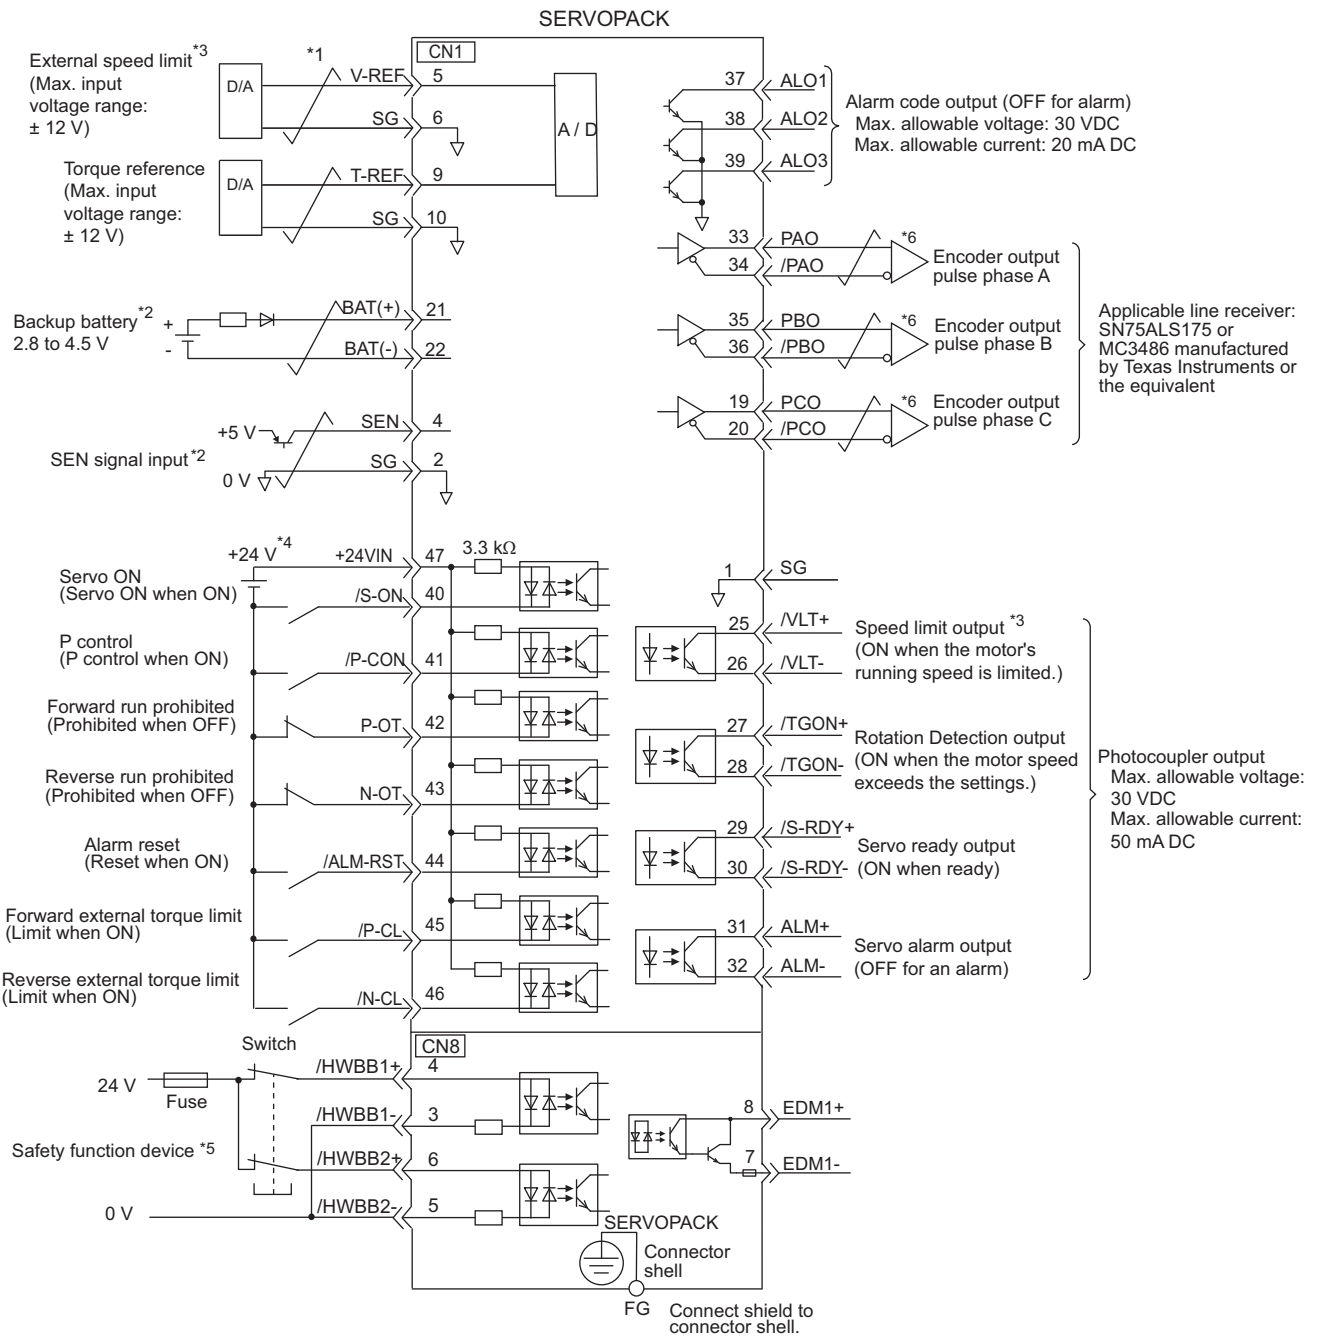 SERVOPACK
CN1
External speed limit*3
(Max. input
voltage range:
± 12 V)
D/A
*1
V-REF
5
SG
6
A / D
Torque reference
(Max. input
voltage range:
± 12 V)
D/A
T-REF
9
SG
10
Backup battery*2
2.8 to 4.5 V
+
-
BAT(+)
21
BAT(-)
22
SEN signal input*2
+5 V
0 V
SEN
4
SG
2
+24 V*4
+24VIN
47
3.3 kΩ
Servo ON
(Servo ON when ON)
/S-ON
40
P control
(P control when ON)
/P-CON
41
Forward run prohibited
(Prohibited when OFF)
P-OT
42
Reverse run prohibited
(Prohibited when OFF)
N-OT
43
Alarm reset
(Reset when ON)
/ALM-RST
44
Forward external torque limit
(Limit when ON)
/P-CL
45
Reverse external torque limit
(Limit when ON)
/N-CL
46
37
ALO1
38
ALO2
39
ALO3
Alarm code output (OFF for alarm)
Max. allowable voltage: 30 VDC
Max. allowable current: 20 mA DC
33
PAO
34
/PAO
*6
Encoder output
pulse phase A
35
PBO
36
/PBO
*6
Encoder output
pulse phase B
19
PCO
20
/PCO
*6
Encoder output
pulse phase C
Applicable line receiver:
SN75ALS175 or
MC3486 manufactured
by Texas Instruments or
the equivalent
1
SG
25
/VLT+
26
/VLT-
Speed limit output *3
(ON when the motor's
running speed is limited.)
27
/TGON+
28
/TGON-
Rotation Detection output
(ON when the motor speed
exceeds the settings.)
29
/S-RDY+
30
/S-RDY-
Servo ready output
(ON when ready)
31
ALM+
32
ALM-
Servo alarm output
(OFF for an alarm)
Photocoupler output
Max. allowable voltage:
30 VDC
Max. allowable current:
50 mA DC
CN8
Switch
24 V
Fuse
/HWBB1+
4
/HWBB1-
3
Safety function device *5
/HWBB2+
6
0 V
/HWBB2-
5
8
EDM1+
7
EDM1-
SERVOPACK
Connector
shell
FG
Connect shield to
connector shell.